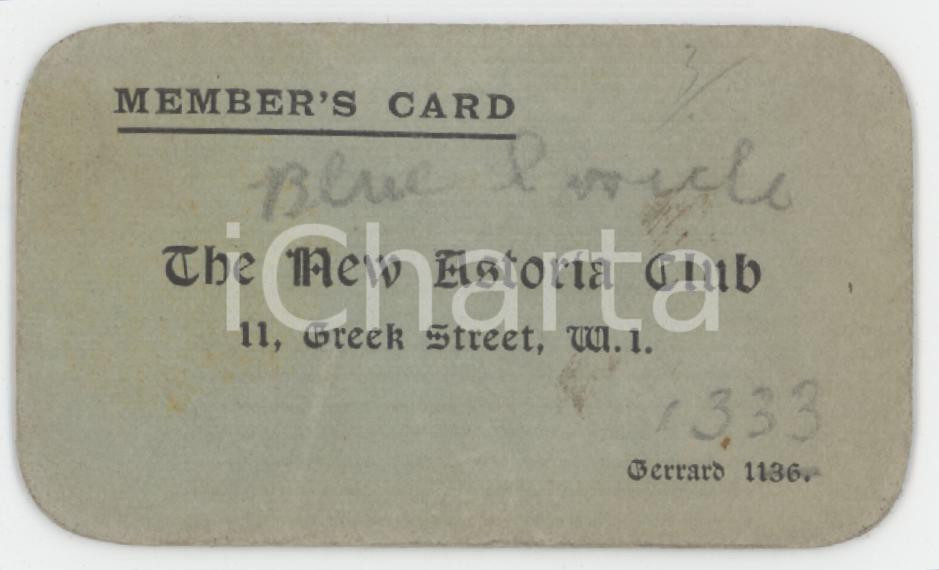 3/
MEMBER'S CARD
Blue
The New Astoria Club
iCharta
11, Greek Street, W.1.
1333
Gerrard 1136.